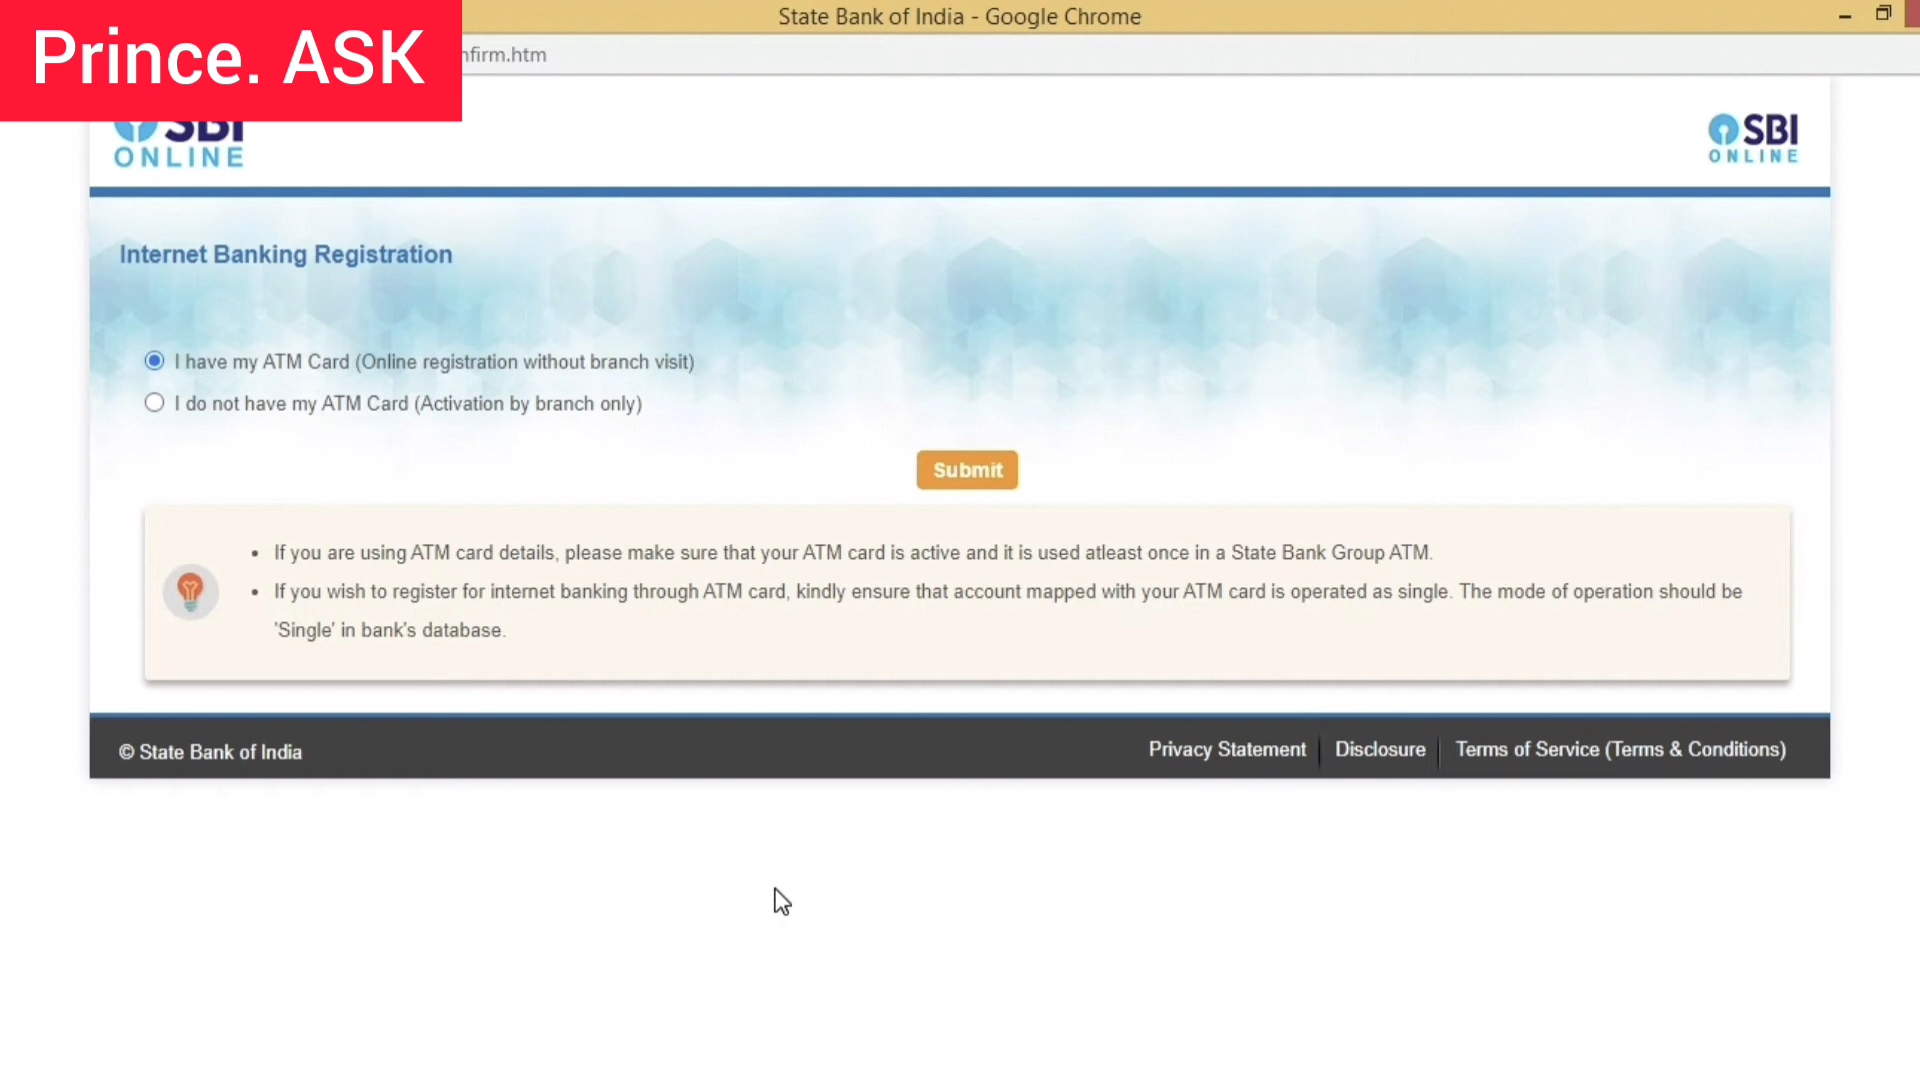 State Bank of India - Google Chrome
Prince. ASK
nfirm.htm
SBI
ONLINE
SBI
ONLINE
Internet Banking Registration
I have my ATM Card (Online registration without branch visit)
I do not have my ATM Card (Activation by branch only)
Submit
• If you are using ATM card details, please make sure that your ATM card is active and it is used atleast once in a State Bank Group ATM.
• If you wish to register for internet banking through ATM card, kindly ensure that account mapped with your ATM card is operated as single. The mode of operation should be
'Single' in bank's database.
© State Bank of India
Privacy Statement
Disclosure
Terms of Service (Terms & Conditions)